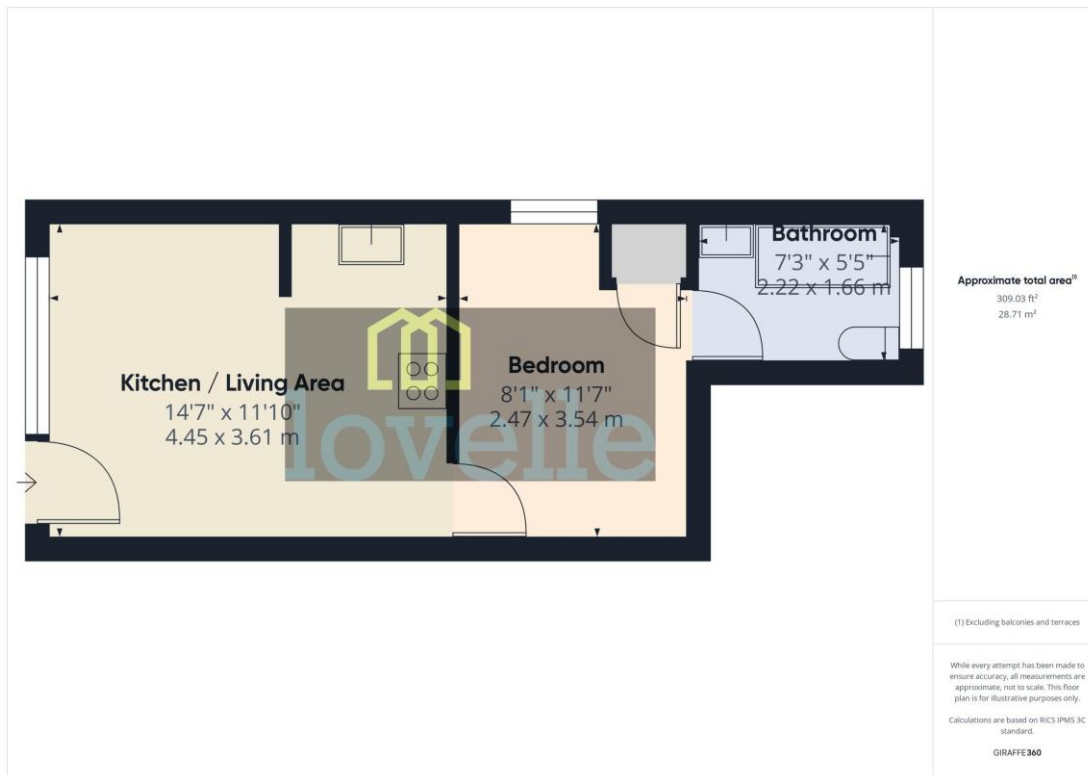 Kitchen / Living Area
14'7" x 11'10"
4.45 x 3.61 m
Bedroom
8'1" x 11'7"
2.47 x 3.54 m
Bathroom
7'3" x 5'5"
2.22 x 1.66 m
lovelle
Approximate total area⁽¹⁾
309.03 ft²
28.71 m²
(1) Excluding balconies and terraces
While every attempt has been made to
ensure accuracy, all measurements are
approximate, not to scale. This floor
plan is for illustrative purposes only.
Calculations are based on RICS IPMS 3C
standard.
GIRAFFE360